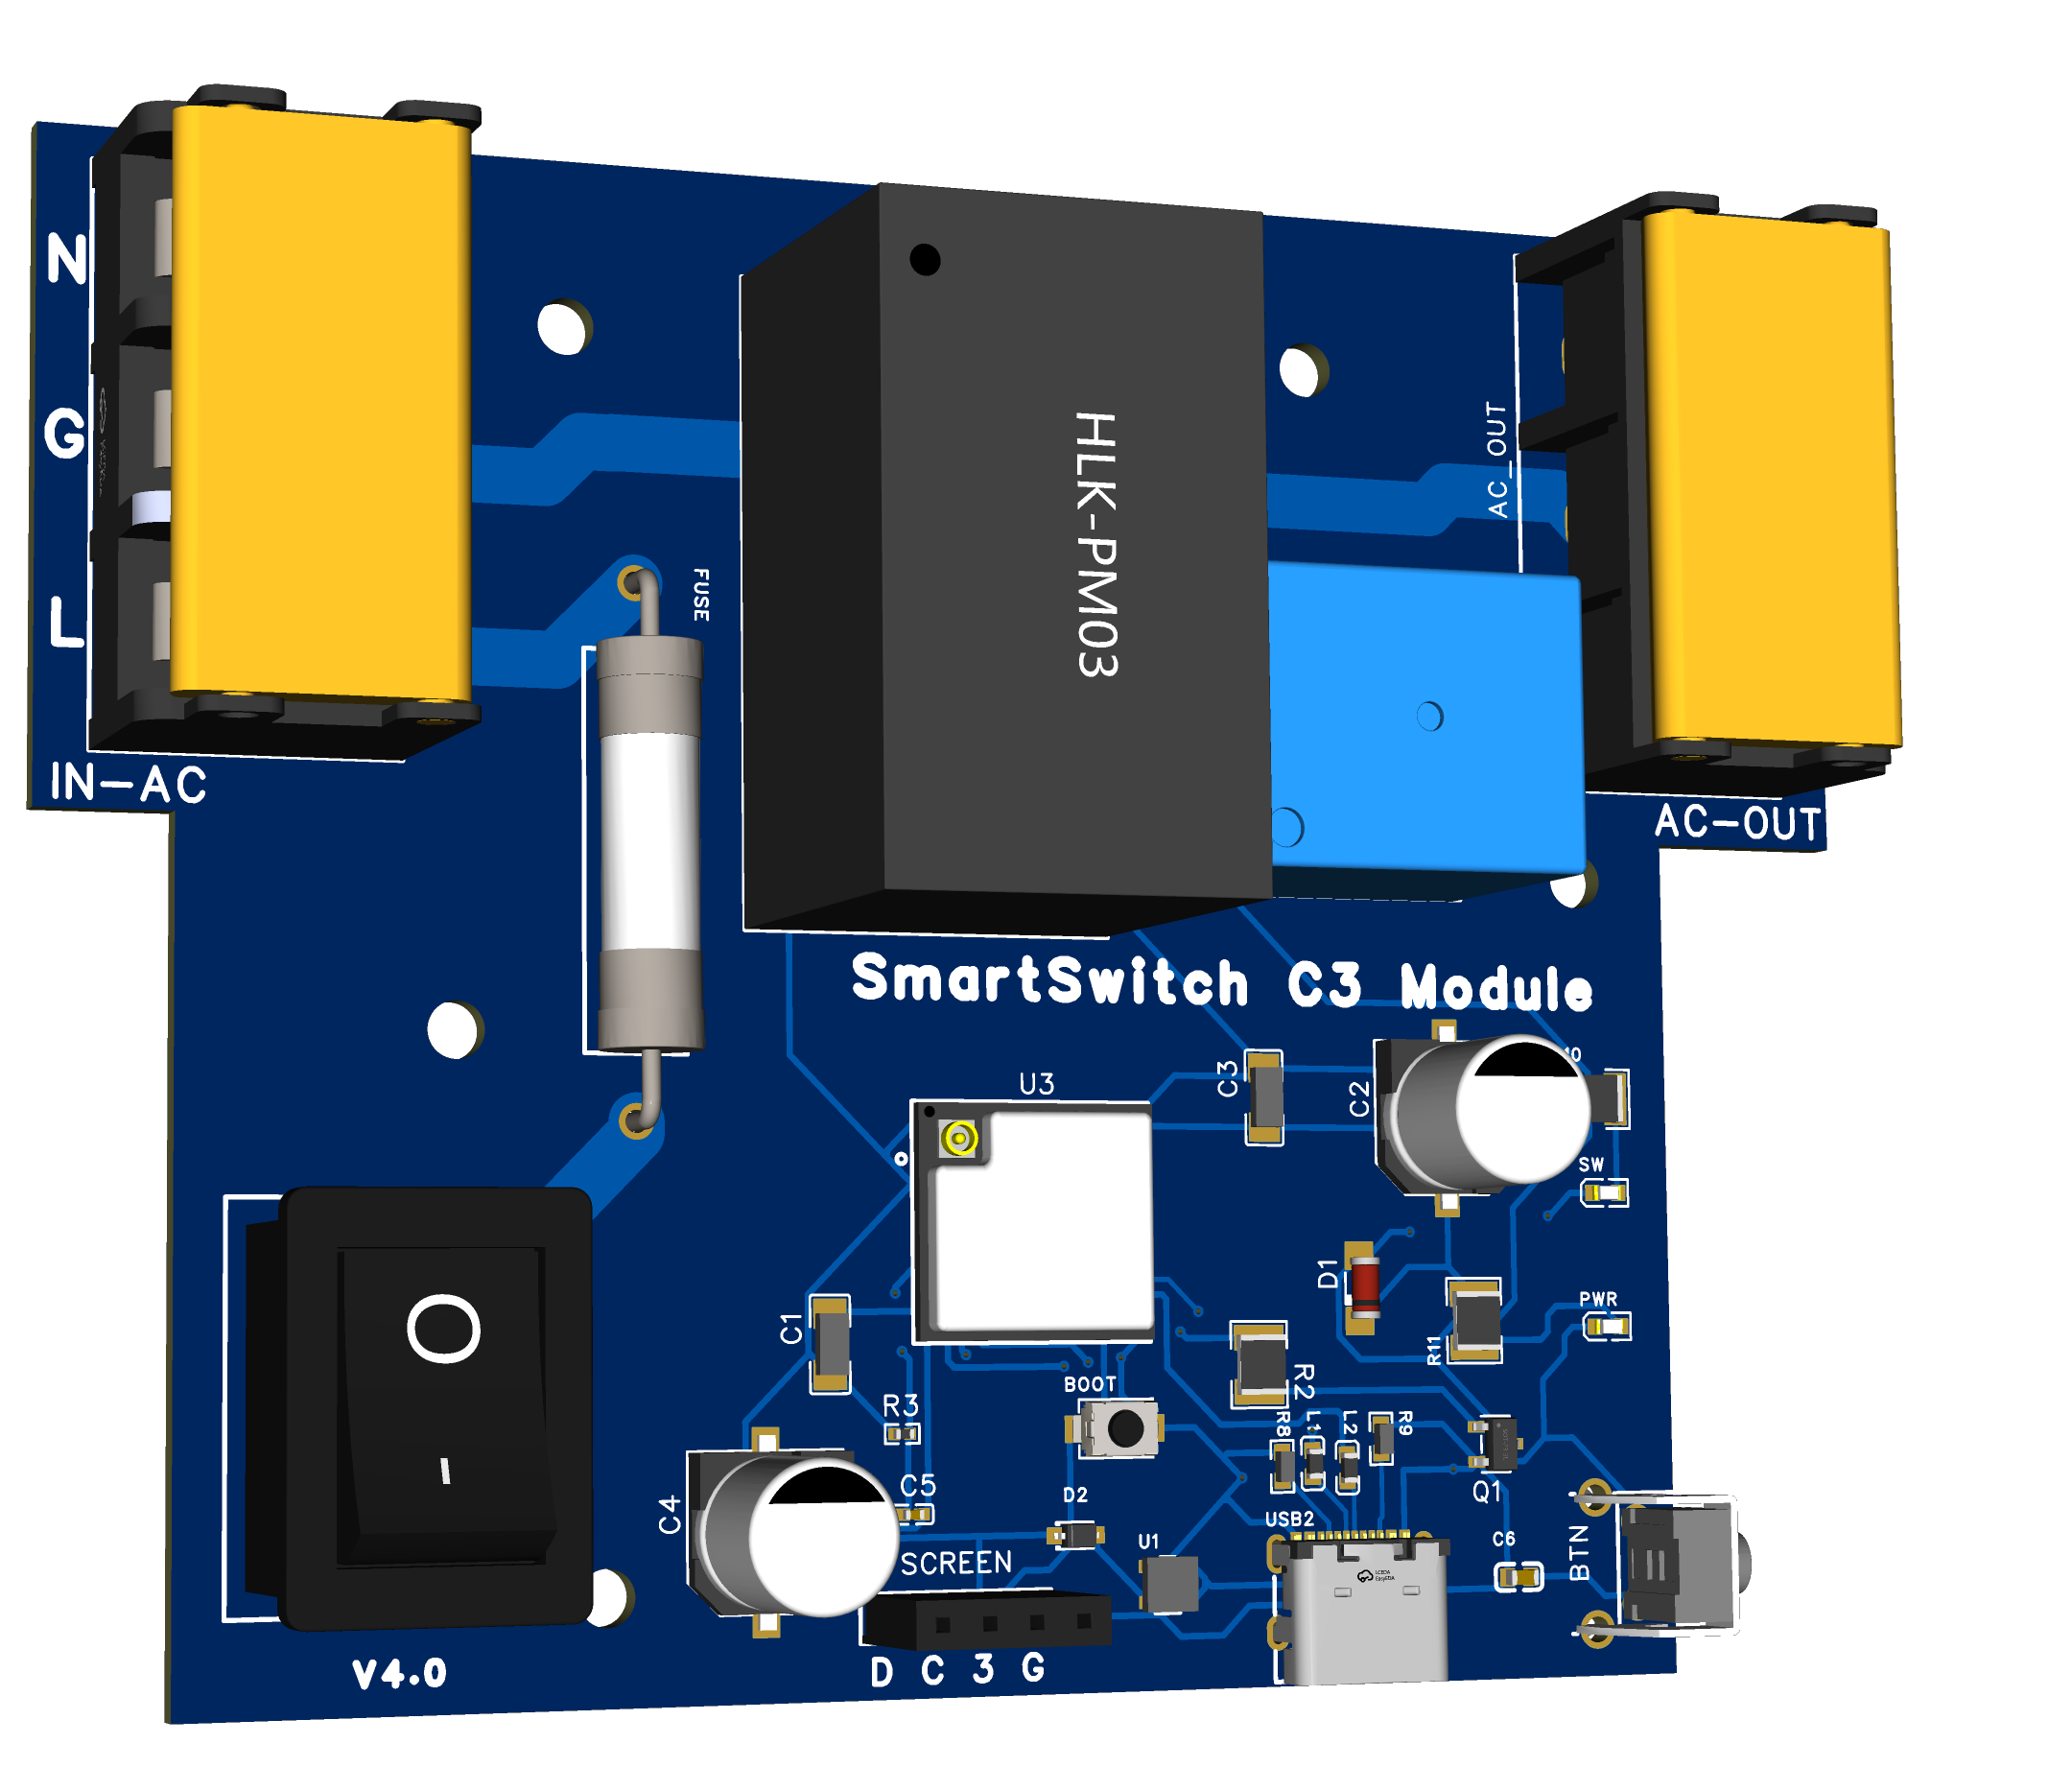 N
G
L
IN-AC
FUSE
HLK-PM03
AC_OUT
AC-OUT
SmartSwitch C3 Module
U3
C3
C2
SW
D1
PWR
R11
C1
R2
BOOT
R3
R8
L1
L2
R9
Q1
C4
C5
D2
U1
USB2
C6
BTN
SCREEN
D C 3 G
O
V4.0